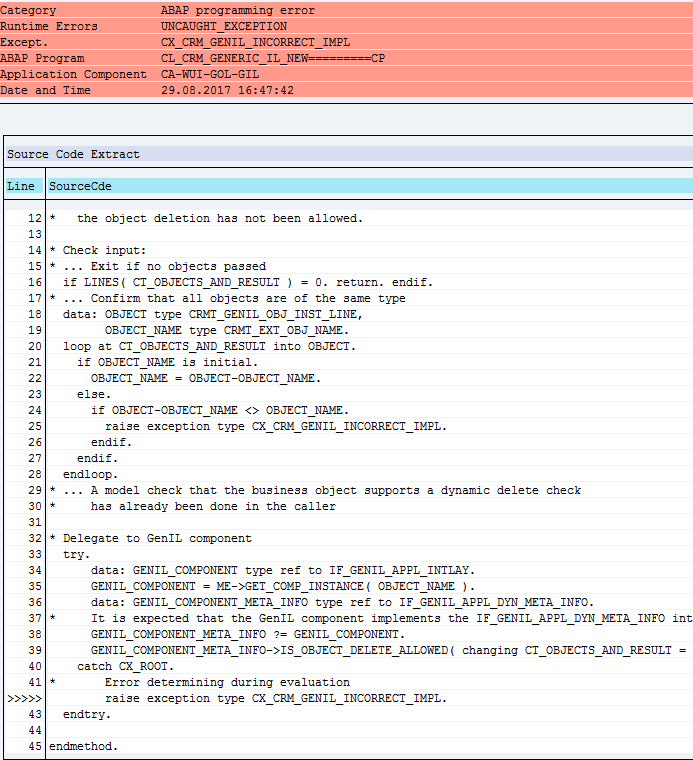 Category              ABAP programming error
Runtime Errors        UNCAUGHT_EXCEPTION
Except.               CX_CRM_GENIL_INCORRECT_IMPL
ABAP Program          CL_CRM_GENERIC_IL_NEW=========CP
Application Component CA-WUI-GOL-GIL
Date and Time         29.08.2017 16:47:42
Source Code Extract
Line  SourceCde
12 *   the object deletion has not been allowed.
13
14 * Check input:
15 * ... Exit if no objects passed
16   if LINES( CT_OBJECTS_AND_RESULT ) = 0. return. endif.
17 * ... Confirm that all objects are of the same type
18   data: OBJECT type CRMT_GENIL_OBJ_INST_LINE,
19         OBJECT_NAME type CRMT_EXT_OBJ_NAME.
20   loop at CT_OBJECTS_AND_RESULT into OBJECT.
21     if OBJECT_NAME is initial.
22       OBJECT_NAME = OBJECT-OBJECT_NAME.
23     else.
24       if OBJECT-OBJECT_NAME <> OBJECT_NAME.
25         raise exception type CX_CRM_GENIL_INCORRECT_IMPL.
26       endif.
27     endif.
28   endloop.
29 * ... A model check that the business object supports a dynamic delete check
30 *     has already been done in the caller
31
32 * Delegate to GenIL component
33   try.
34       data: GENIL_COMPONENT type ref to IF_GENIL_APPL_INTLAY.
35       GENIL_COMPONENT = ME->GET_COMP_INSTANCE( OBJECT_NAME ).
36       data: GENIL_COMPONENT_META_INFO type ref to IF_GENIL_APPL_DYN_META_INFO.
37 *     It is expected that the GenIL component implements the IF_GENIL_APPL_DYN_META_INFO int
38       GENIL_COMPONENT_META_INFO ?= GENIL_COMPONENT.
39       GENIL_COMPONENT_META_INFO->IS_OBJECT_DELETE_ALLOWED( changing CT_OBJECTS_AND_RESULT =
40     catch CX_ROOT.
41 *       Error determining during evaluation
>>>>>         raise exception type CX_CRM_GENIL_INCORRECT_IMPL.
43   endtry.
44
45 endmethod.